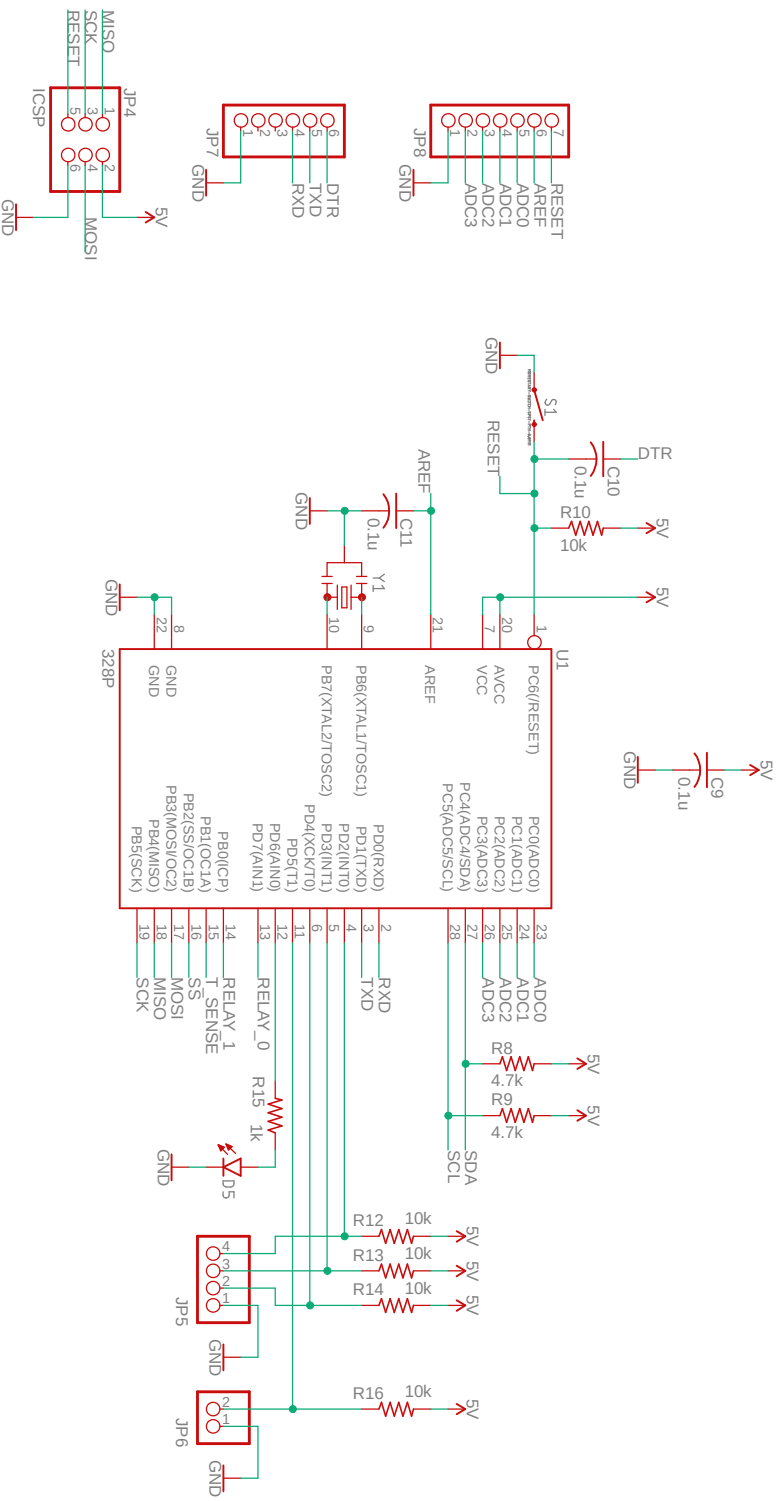 MISO
SCK
RESET
JP4
1
3
5
2
4
6
ICSP
5V
MOSI
GND
JP7
6
5
4
3
2
1
DTR
TXD
RXD
GND
JP8
7
6
5
4
3
2
1
RESET
AREF
ADC0
ADC1
ADC2
ADC3
GND
GND
S1
RESET
DTR
C10
0.1u
R10
10k
5V
5V
AREF
C11
0.1u
GND
Y1
GND
5V
C9
0.1u
GND
U1
328P
1
20
7
21
9
10
8
22
PC6(/RESET)
AVCC
VCC
AREF
PB6(XTAL1/TOSC1)
PB7(XTAL2/TOSC2)
GND
GND
PC0(ADC0)
PC1(ADC1)
PC2(ADC2)
PC3(ADC3)
PC4(ADC4/SDA)
PC5(ADC5/SCL)
PD0(RXD)
PD1(TXD)
PD2(INT0)
PD3(INT1)
PD4(XCK/T0)
PD5(T1)
PD6(AIN0)
PD7(AIN1)
PB0(ICP)
PB1(OC1A)
PB2(SS/OC1B)
PB3(MOSI/OC2)
PB4(MISO)
PB5(SCK)
23
24
25
26
27
28
2
3
4
5
6
11
12
13
14
15
16
17
18
19
ADC0
ADC1
ADC2
ADC3
RXD
TXD
RELAY_0
RELAY_1
T_SENSE
SS
MOSI
MISO
SCK
R8
4.7k
5V
R9
4.7k
5V
SDA
SCL
R15
1k
D5
GND
R12
10k
5V
R13
10k
5V
R14
10k
5V
4
3
2
1
JP5
GND
R16
10k
5V
2
1
JP6
GND